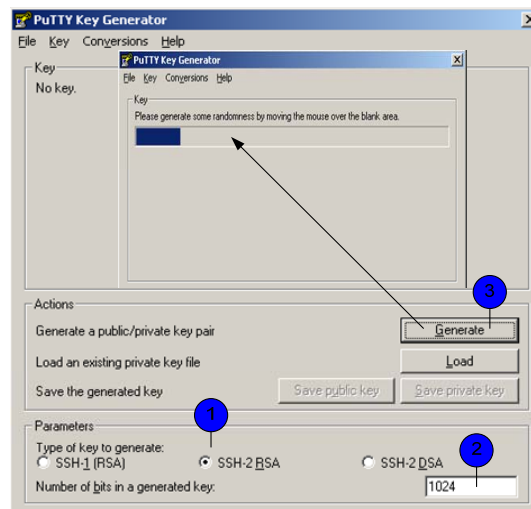 PuTTY Key Generator
File Key Conversions Help
Key
No key.
PuTTY Key Generator
File Key Conversions Help
Key
Please generate some randomness by moving the mouse over the blank area.
3
Actions
Generate a public/private key pair Generate
Load an existing private key file Load
Save the generated key Save public key Save private key
1
Parameters
Type of key to generate:
2
SSH-1 (RSA) SSH-2 RSA SSH-2 DSA
Number of bits in a generated key: 1024